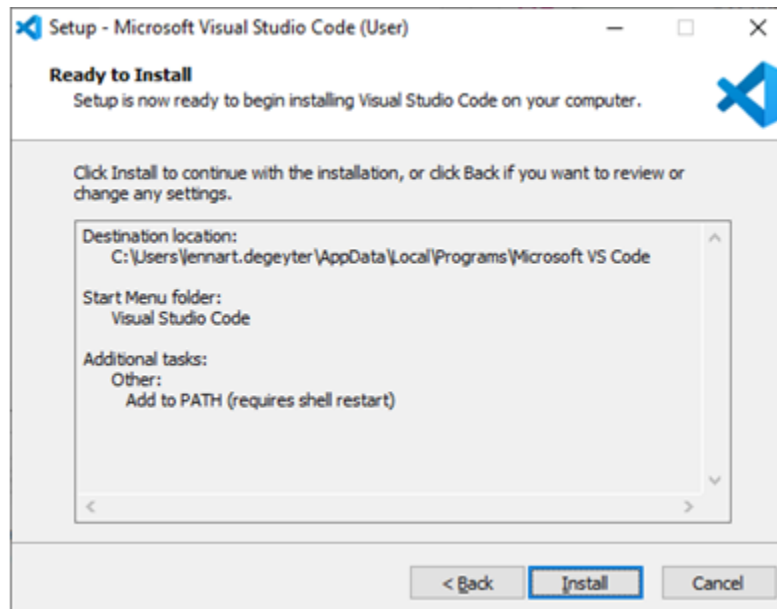 Setup - Microsoft Visual Studio Code (User)
Ready to Install
Setup is now ready to begin installing Visual Studio Code on your computer.
Click Install to continue with the installation, or click Back if you want to review or
change any settings.
Destination location:
C:\Users\lennart.degeyter\AppData\Local\Programs\Microsoft VS Code
Start Menu folder:
Visual Studio Code
Additional tasks:
Other:
Add to PATH (requires shell restart)
< Back Install Cancel